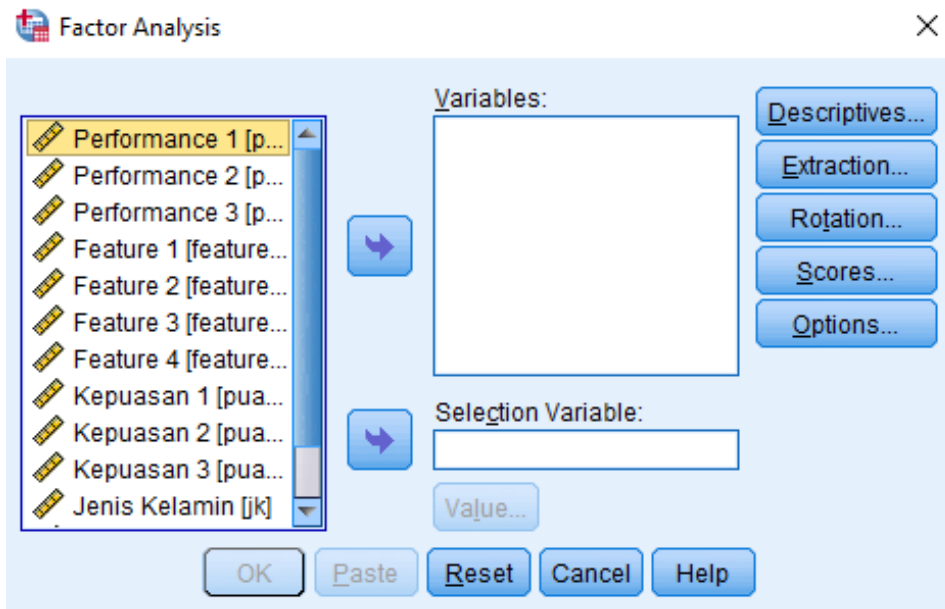 Factor Analysis
Variables:
Performance 1 [p...
Performance 2 [p...
Performance 3 [p...
Feature 1 [feature...
Feature 2 [feature...
Feature 3 [feature...
Feature 4 [feature...
Kepuasan 1 [pua...
Kepuasan 2 [pua...
Kepuasan 3 [pua...
Jenis Kelamin [jk]
Selection Variable:
Value...
Descriptives...
Extraction...
Rotation...
Scores...
Options...
OK Paste Reset Cancel Help